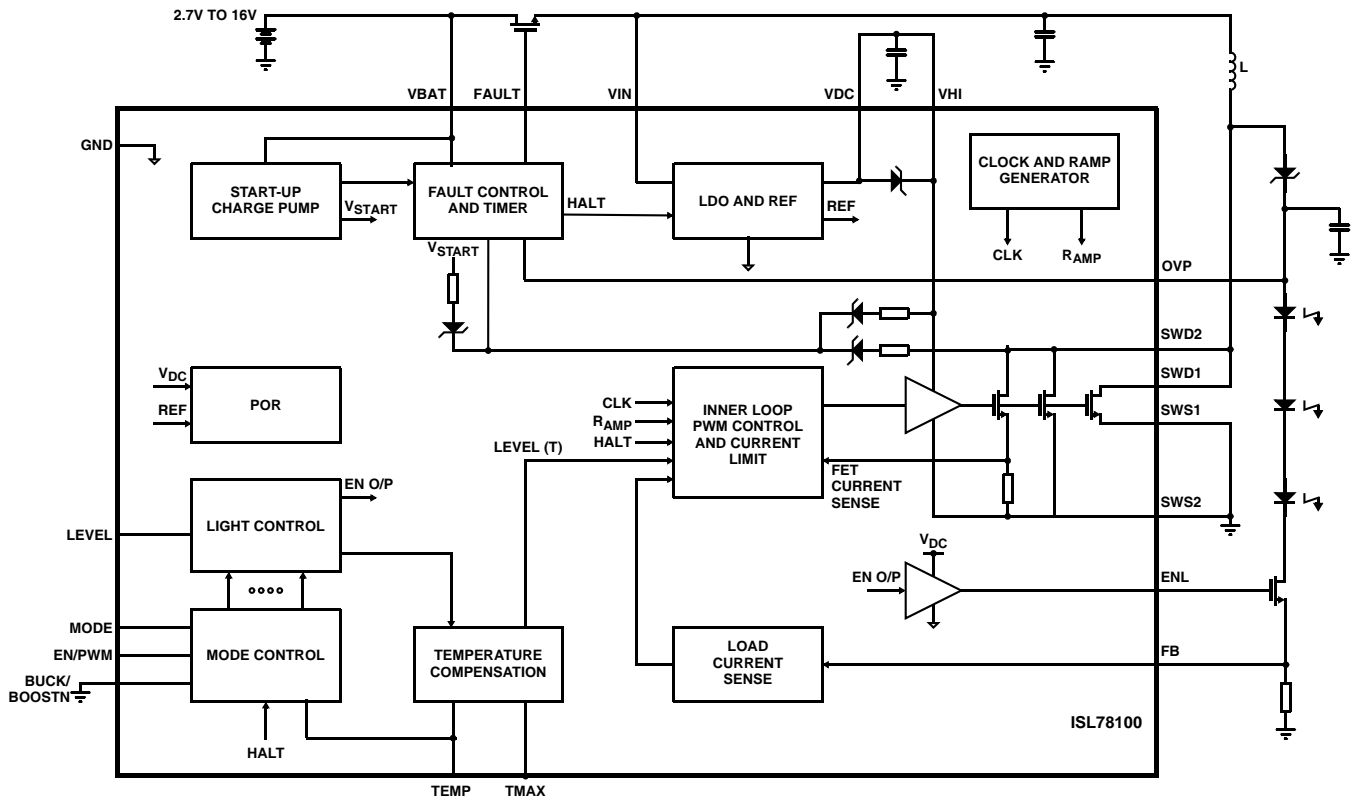 2.7V TO 16V
L
VBAT
FAULT
VIN
VDC
VHI
GND
START-UP
CHARGE PUMP
VSTART
FAULT CONTROL
AND TIMER
HALT
LDO AND REF
REF
CLOCK AND RAMP
GENERATOR
CLK
RAMP
VSTART
OVP
SWD2
SWD1
SWS1
SWS2
VDC
REF
POR
CLK
RAMP
HALT
LEVEL (T)
INNER LOOP
PWM CONTROL
AND CURRENT
LIMIT
FET
CURRENT
SENSE
EN O/P
LIGHT CONTROL
LEVEL
VDC
EN O/P
ENL
MODE
EN/PWM
BUCK/
BOOSTN
MODE CONTROL
HALT
TEMPERATURE
COMPENSATION
LOAD
CURRENT
SENSE
FB
ISL78100
TEMP
TMAX